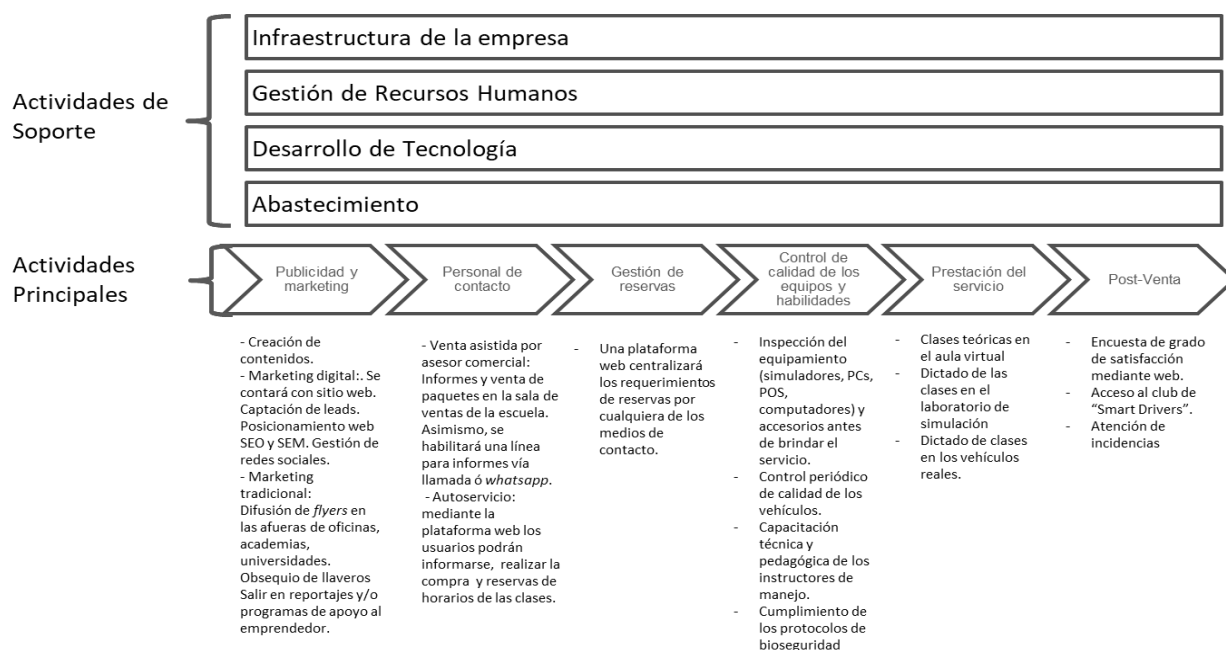 Actividades de
Soporte
Infraestructura de la empresa
Gestión de Recursos Humanos
Desarrollo de Tecnología
Abastecimiento
Actividades
Principales
Publicidad y
marketing
Personal de
contacto
Gestión de
reservas
Control de
calidad de los
equipos y
habilidades
Prestación del
servicio
Post-Venta
- Creación de
contenidos.
- Marketing digital:. Se
contará con sitio web.
Captación de leads.
Posicionamiento web
SEO y SEM. Gestión de
redes sociales.
- Marketing
tradicional:
Difusión de flyers en
las afueras de oficinas,
academias,
universidades.
Obsequio de llaveros
Salir en reportajes y/o
programas de apoyo al
emprendedor.
- Venta asistida por
asesor comercial:
Informes y venta de
paquetes en la sala de
ventas de la escuela.
Asimismo, se
habilitará una línea
para informes vía
llamada ó whatsapp.
- Autoservicio:
mediante la
plataforma web los
usuarios podrán
informarse, realizar la
compra y reservas de
horarios de las clases.
- Una plataforma
web centralizará
los requerimientos
de reservas por
cualquiera de los
medios de
contacto.
- Inspección del
equipamiento
(simuladores, PCs,
POS,
computadores) y
accesorios antes
de brindar el
servicio.
- Control periódico
de calidad de los
vehículos.
- Capacitación
técnica y
pedagógica de los
instructores de
manejo.
- Cumplimiento de
los protocolos de
bioseguridad
- Clases teóricas en
el aula virtual
- Dictado de las
clases en el
laboratorio de
simulación
- Dictado de clases
en los vehículos
reales.
- Encuesta de grado
de satisfacción
mediante web.
- Acceso al club de
“Smart Drivers”.
- Atención de
incidencias